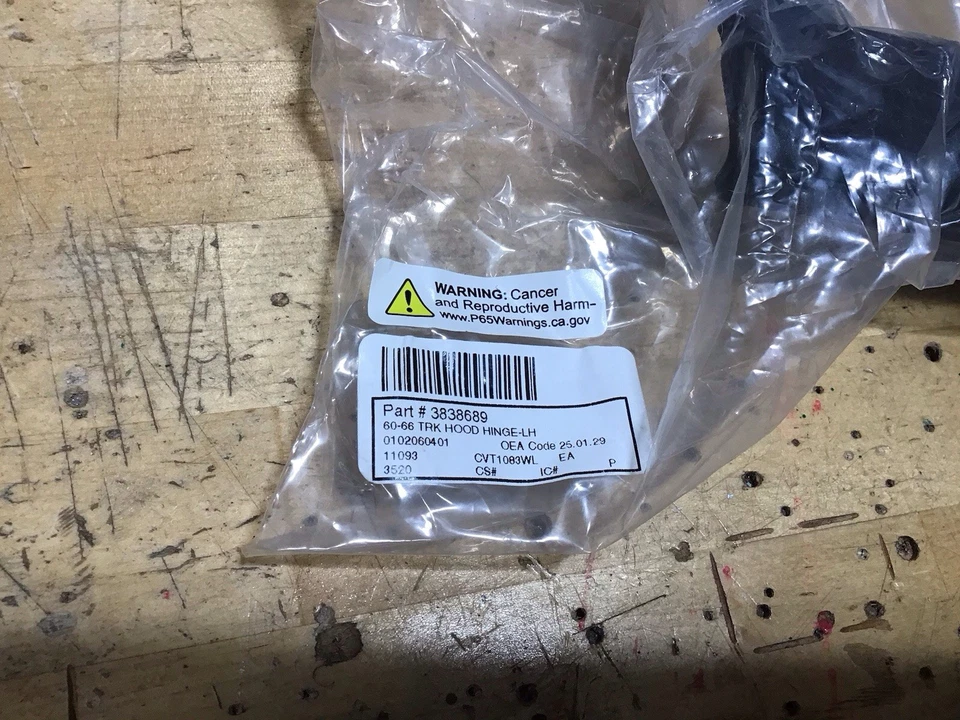 WARNING: Cancer
and Reproductive Harm-
www.P65Warnings.ca.gov
Part # 3838689
60-66 TRK HOOD HINGE-LH
0102060401 OEA Code 25.01.29
11093 CVT1083WL EA
3520 CS# IC# P